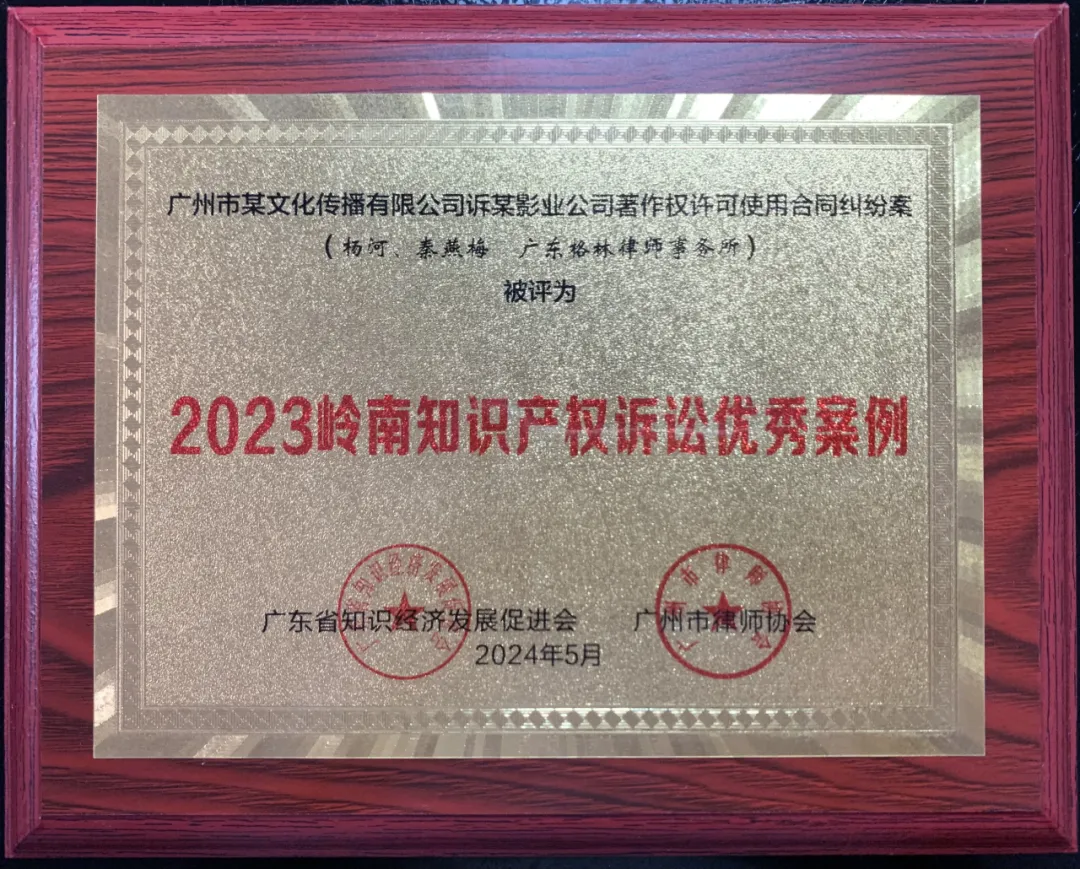 广州市某文化传播有限公司诉某影业公司著作权许可使用合同纠纷案
（杨河、秦燕梅　广东格林律师事务所）
被评为
2023岭南知识产权诉讼优秀案例
广东省知识经济发展促进会　广州市律师协会
2024年5月